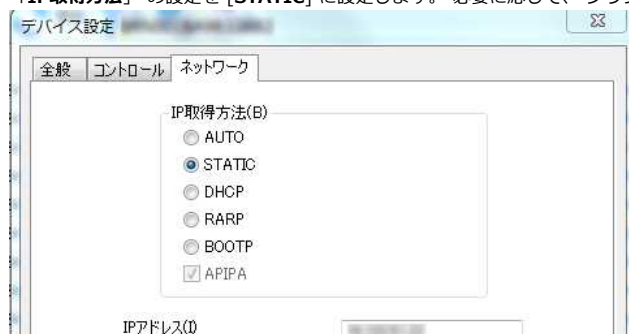 「IP取得方法」 の設定を [STATIC] に設定します。 必要に応じて、
デバイス設定
全般 コントロール ネットワーク
IP取得方法(B)
AUTO
STATIC
DHCP
RARP
BOOTP
APIPA
IPアドレス(I)